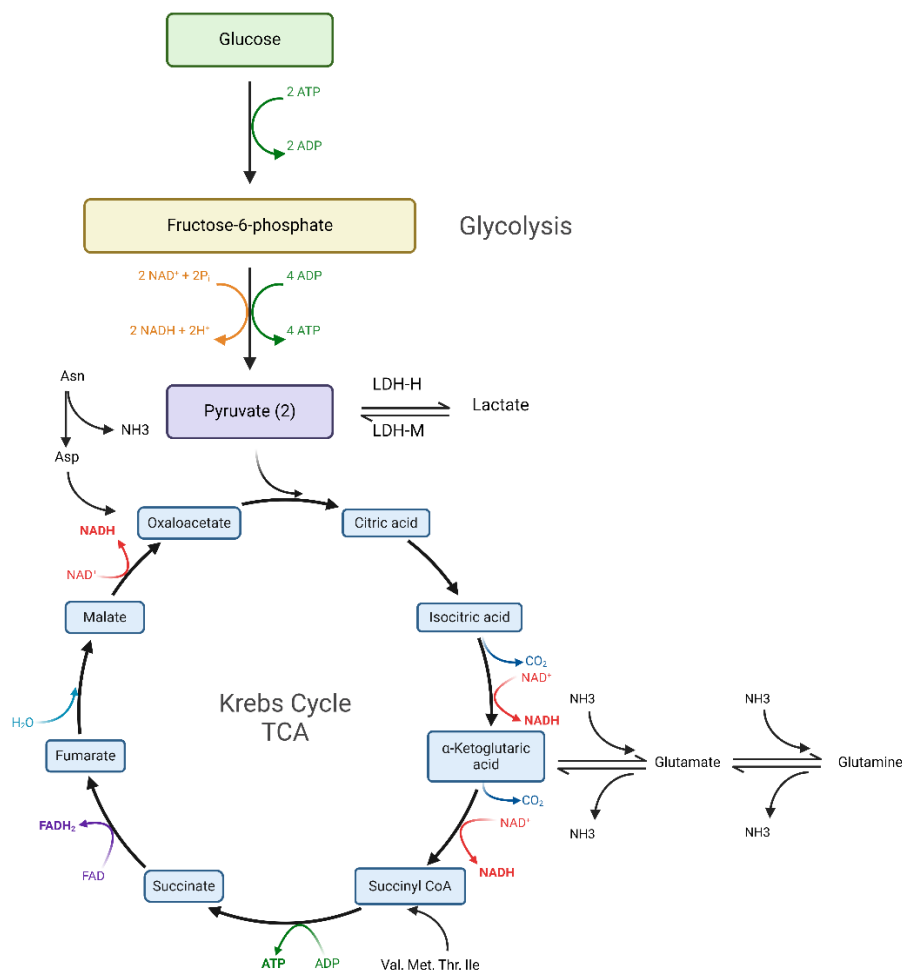 Glucose
2 ATP
2 ADP
Fructose-6-phosphate
Glycolysis
2 NAD⁺ + 2Pᵢ
4 ADP
2 NADH + 2H⁺
4 ATP
Asn
NH3
Asp
Pyruvate (2)
LDH-H
LDH-M
Lactate
Oxaloacetate
Citric acid
NADH
NAD⁺
Malate
Isocitric acid
CO₂
NAD⁺
NADH
Krebs Cycle
TCA
H₂O
Fumarate
α-Ketoglutaric
acid
NH3
NH3
Glutamate
NH3
NH3
Glutamine
CO₂
NAD⁺
NADH
FADH₂
FAD
Succinate
Succinyl CoA
ATP
ADP
Val. Met. Thr. Ile